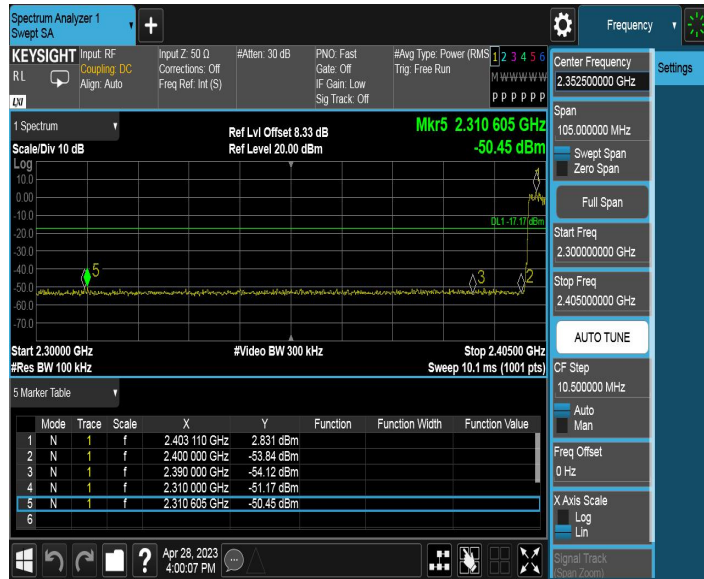 Spectrum Analyzer 1
Swept SA
Frequency
KEYSIGHT
RL
LXI
Input: RF
Coupling: DC
Align: Auto
Input Z: 50 Ω
Corrections: Off
Freq Ref: Int (S)
#Atten: 30 dB
PNO: Fast
Gate: Off
IF Gain: Low
Sig Track: Off
#Avg Type: Power (RMS
Trig: Free Run
1 2 3 4 5 6
M W W W W W
P P P P P P
1 Spectrum
Scale/Div 10 dB
Ref Lvl Offset 8.33 dB
Ref Level 20.00 dBm
Mkr5 2.310 605 GHz
-50.45 dBm
Log
10.0
0.00
-10.0
-20.0
-30.0
-40.0
-50.0
-60.0
-70.0
DL1 -17.17 dBm
5
3
2
Start 2.30000 GHz
#Res BW 100 kHz
#Video BW 300 kHz
Stop 2.40500 GHz
Sweep 10.1 ms (1001 pts)
5 Marker Table
Mode Trace Scale X Y Function Function Width Function Value
1 N 1 f 2.403 110 GHz 2.831 dBm
2 N 1 f 2.400 000 GHz -53.84 dBm
3 N 1 f 2.390 000 GHz -54.12 dBm
4 N 1 f 2.310 000 GHz -51.17 dBm
5 N 1 f 2.310 605 GHz -50.45 dBm
6
Apr 28, 2023
4:00:07 PM
Center Frequency
2.352500000 GHz
Settings
Span
105.000000 MHz
Swept Span
Zero Span
Full Span
Start Freq
2.300000000 GHz
Stop Freq
2.405000000 GHz
AUTO TUNE
CF Step
10.500000 MHz
Auto
Man
Freq Offset
0 Hz
X Axis Scale
Log
Lin
Signal Track
(Span Zoom)